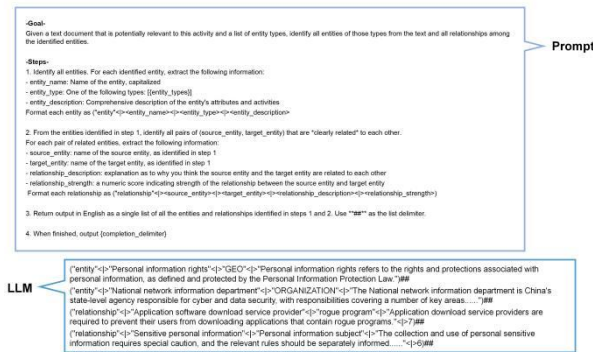 -Goal-
Given a text document that is potentially relevant to this activity and a list of entity types, identify all entities of those types from the text and all relationships among
the identified entities.
-Steps-
1. Identify all entities. For each identified entity, extract the following information:
- entity_name: Name of the entity, capitalized
- entity_type: One of the following types: [{entity_types}]
- entity_description: Comprehensive description of the entity's attributes and activities
Format each entity as ("entity"<|><entity_name><|><entity_type><|><entity_description>
2. From the entities identified in step 1, identify all pairs of (source_entity, target_entity) that are *clearly related* to each other.
For each pair of related entities, extract the following information:
- source_entity: name of the source entity, as identified in step 1
- target_entity: name of the target entity, as identified in step 1
- relationship_description: explanation as to why you think the source entity and the target entity are related to each other
- relationship_strength: a numeric score indicating strength of the relationship between the source entity and target entity
Format each relationship as ("relationship"<|><source_entity><|><target_entity><|><relationship_description><|><relationship_strength>)
3. Return output in English as a single list of all the entities and relationships identified in steps 1 and 2. Use **##** as the list delimiter.
4. When finished, output {completion_delimiter}
Prompt
LLM
("entity"<|>"Personal information rights"<|>"GEO"<|>"Personal information rights refers to the rights and protections associated with
personal information, as defined and protected by the Personal Information Protection Law.")##
("entity"<|>"National network information department"<|>"ORGANIZATION"<|>"The National network information department is China's
state-level agency responsible for cyber and data security, with responsibilities covering a number of key areas......")##
("relationship"<|>"Application software download service provider"<|>"rogue program"<|>"Application download service providers are
required to prevent their users from downloading applications that contain rogue programs."<|>7)##
("relationship"<|>"Sensitive personal information"<|>"Personal information subject"<|>"The collection and use of personal sensitive
information requires special caution, and the relevant rules should be separately informed......"<|>6)##